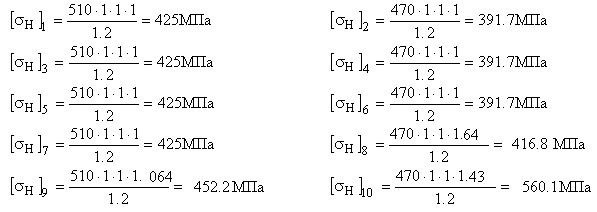 [σH]1 = 510·1·1·1 / 1.2 = 425МПа [σH]2 = 470·1·1·1 / 1.2 = 391.7МПа
[σH]3 = 510·1·1·1 / 1.2 = 425МПа [σH]4 = 470·1·1·1 / 1.2 = 391.7МПа
[σH]5 = 510·1·1·1 / 1.2 = 425МПа [σH]6 = 470·1·1·1 / 1.2 = 391.7МПа
[σH]7 = 510·1·1·1 / 1.2 = 425МПа [σH]8 = 470·1·1·1.64 / 1.2 = 416.8 МПа
[σH]9 = 510·1·1·1. 064 / 1.2 = 452.2МПа [σH]10 = 470·1·1·1.43 / 1.2 = 560.1МПа